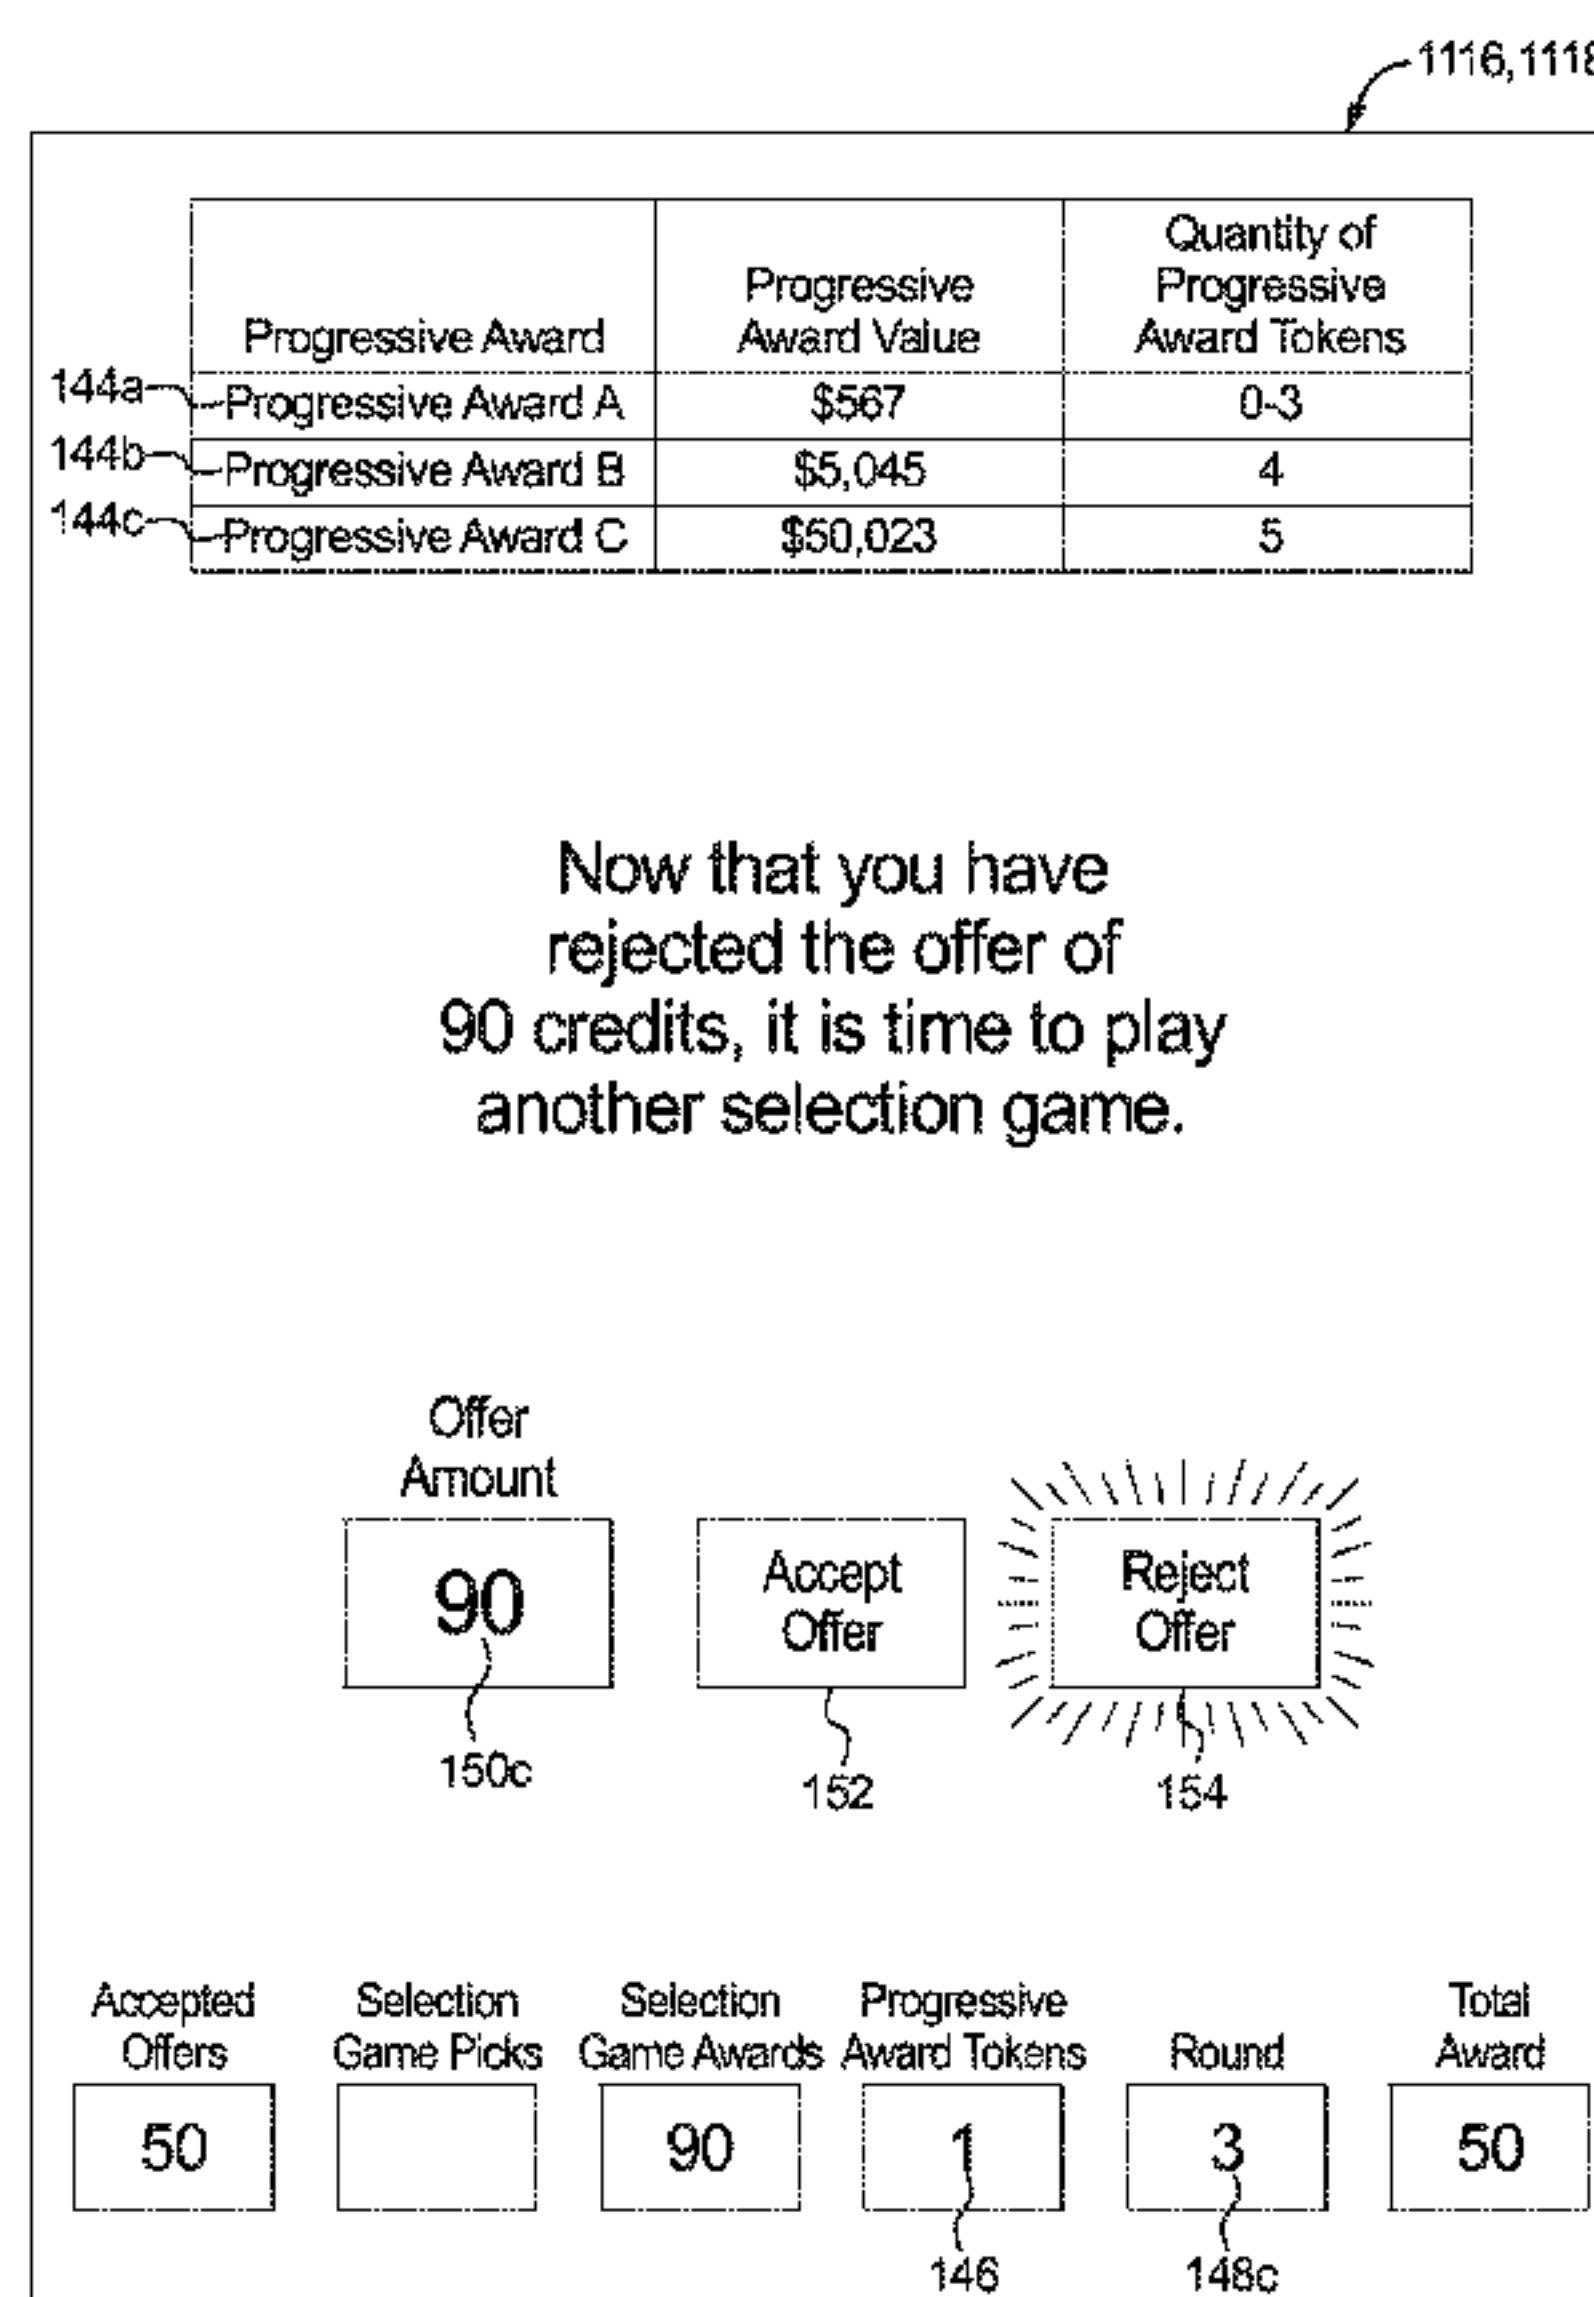 1116, 1118
Quantity of
Progressive Progressive
Progressive Award Award Value Award Tokens
144a Progressive Award A $567 0-3
144b Progressive Award B $5,045 4
144c Progressive Award C $50,023 5
Now that you have
rejected the offer of
90 credits, it is time to play
another selection game.
Offer
Amount
90 Accept Offer Reject Offer
150c 152 154
Accepted Selection Selection Progressive Total
Offers Game Picks Game Awards Award Tokens Round Award
50 90 1 3 50
146 148c